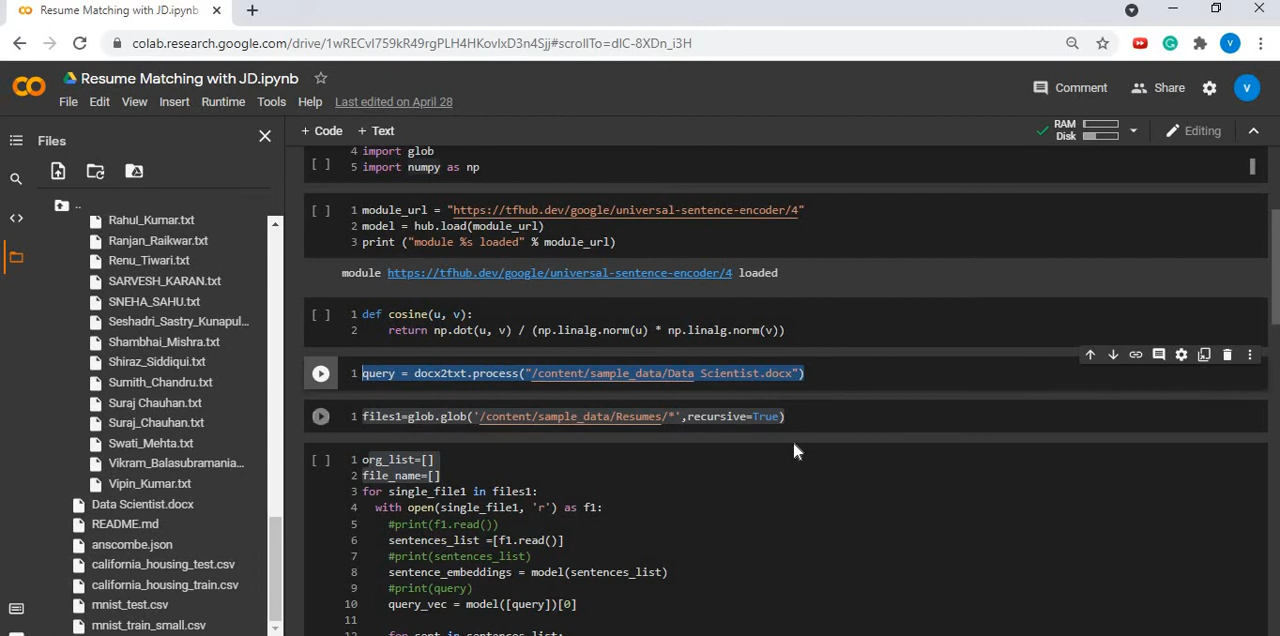 Resume Matching with JD.ipynb
colab.research.google.com/drive/1wRECvI759kR49rgPLH4HKovIxD3n4Sjj#scrollTo=dIC-8XDn_i3H
V
Resume Matching with JD.ipynb
File Edit View Insert Runtime Tools Help Last edited on April 28
Comment Share V
Files
+ Code + Text
RAM
Disk
Editing
..
Rahul_Kumar.txt
Ranjan_Raikwar.txt
Renu_Tiwari.txt
SARVESH_KARAN.txt
SNEHA_SAHU.txt
Seshadri_Sastry_Kunapul...
Shambhai_Mishra.txt
Shiraz_Siddiqui.txt
Sumith_Chandru.txt
Suraj Chauhan.txt
Suraj_Chauhan.txt
Swati_Mehta.txt
Vikram_Balasubramania...
Vipin_Kumar.txt
Data Scientist.docx
README.md
anscombe.json
california_housing_test.csv
california_housing_train.csv
mnist_test.csv
mnist_train_small.csv
4 import glob
[ ] 5 import numpy as np
[ ] 1 module_url = "https://tfhub.dev/google/universal-sentence-encoder/4"
2 model = hub.load(module_url)
3 print ("module %s loaded" % module_url)
module https://tfhub.dev/google/universal-sentence-encoder/4 loaded
[ ] 1 def cosine(u, v):
2 return np.dot(u, v) / (np.linalg.norm(u) * np.linalg.norm(v))
1 query = docx2txt.process("/content/sample_data/Data Scientist.docx")
1 files1=glob.glob('/content/sample_data/Resumes/*',recursive=True)
[ ] 1 org_list=[]
2 file_name=[]
3 for single_file1 in files1:
4 with open(single_file1, 'r') as f1:
5 #print(f1.read())
6 sentences_list =[f1.read()]
7 #print(sentences_list)
8 sentence_embeddings = model(sentences_list)
9 #print(query)
10 query_vec = model([query])[0]
11
12 for sent in sentences_list: